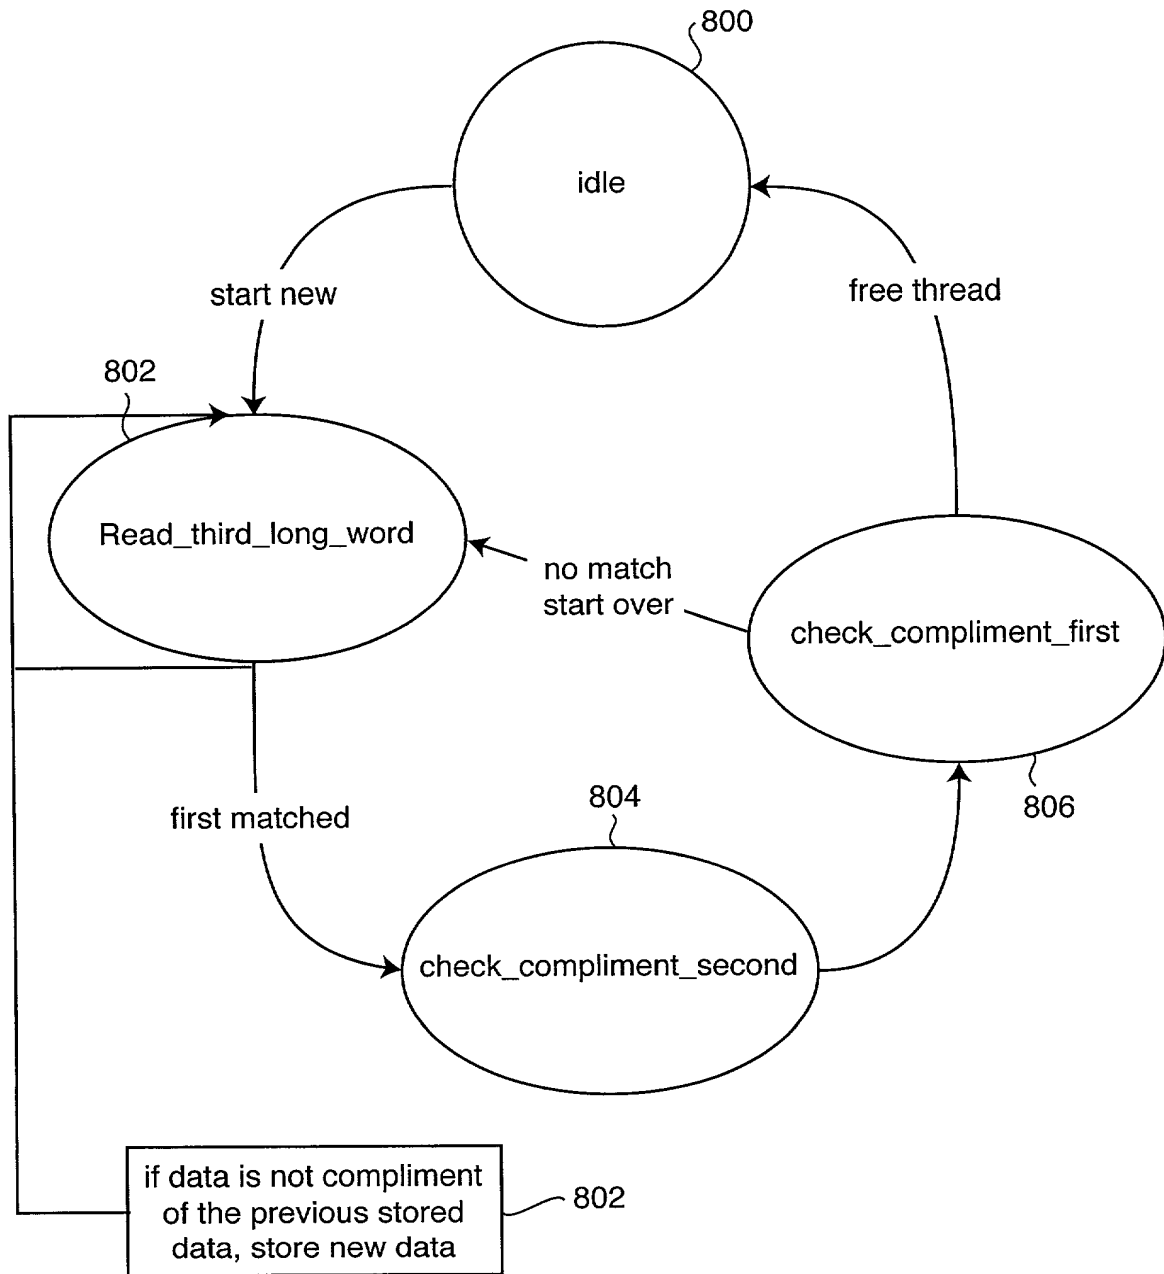 800
idle
start new
free thread
802
Read_third_long_word
no match
start over
check_compliment_first
first matched
804
806
check_compliment_second
if data is not compliment
of the previous stored
data, store new data
802